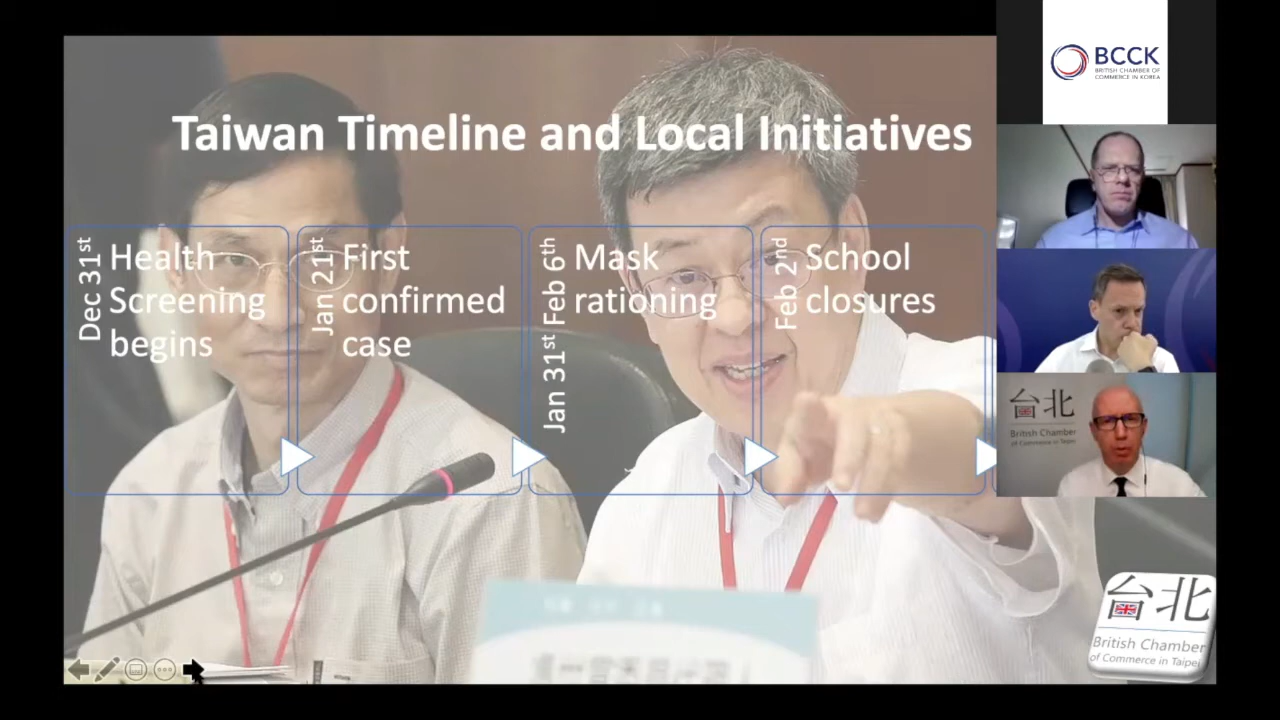 BCCK
BRITISH CHAMBER OF
COMMERCE IN KOREA
Taiwan Timeline and Local Initiatives
Dec 31st
Health
Screening
begins
Jan 21st
First
confirmed
case
Jan 31st Feb 6th
Mask
rationing
Feb 2nd
School
closures
台北
British Chamber
of Commerce in Taipei
台北
British Chamber
of Commerce in Taipei